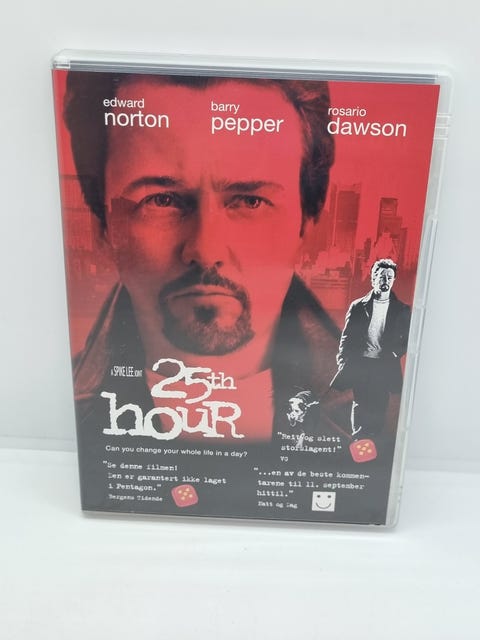 edward
norton
barry
pepper
rosario
dawson
A SPIKE LEE JOINT
25th
hour
Can you change your whole life in a day?
"Rett og slett
storslagent!"
VG
"Se denne filmen!
Den er garantert ikke laget
i Pentagon."
Bergens Tidende
"...en av de beste kommen-
tarene til 11. september
hittil."
Natt og Dag